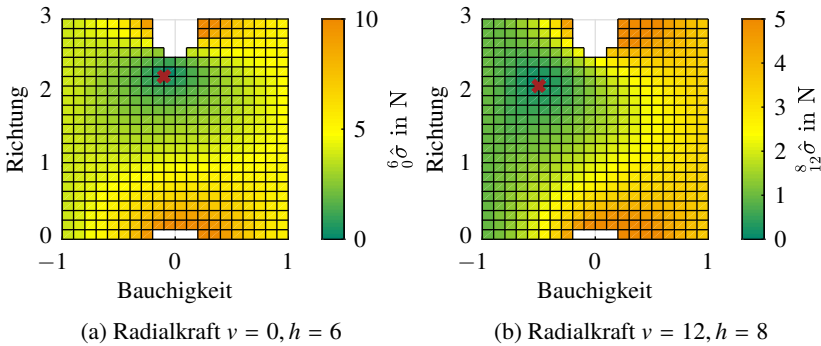 3
2
1
0
Richtung
−1
0
1
Bauchigkeit
10
5
0
⁶₀σ̂ in N
(a) Radialkraft v = 0, h = 6
3
2
1
0
Richtung
−1
0
1
Bauchigkeit
5
4
3
2
1
0
⁸₁₂σ̂ in N
(b) Radialkraft v = 12, h = 8